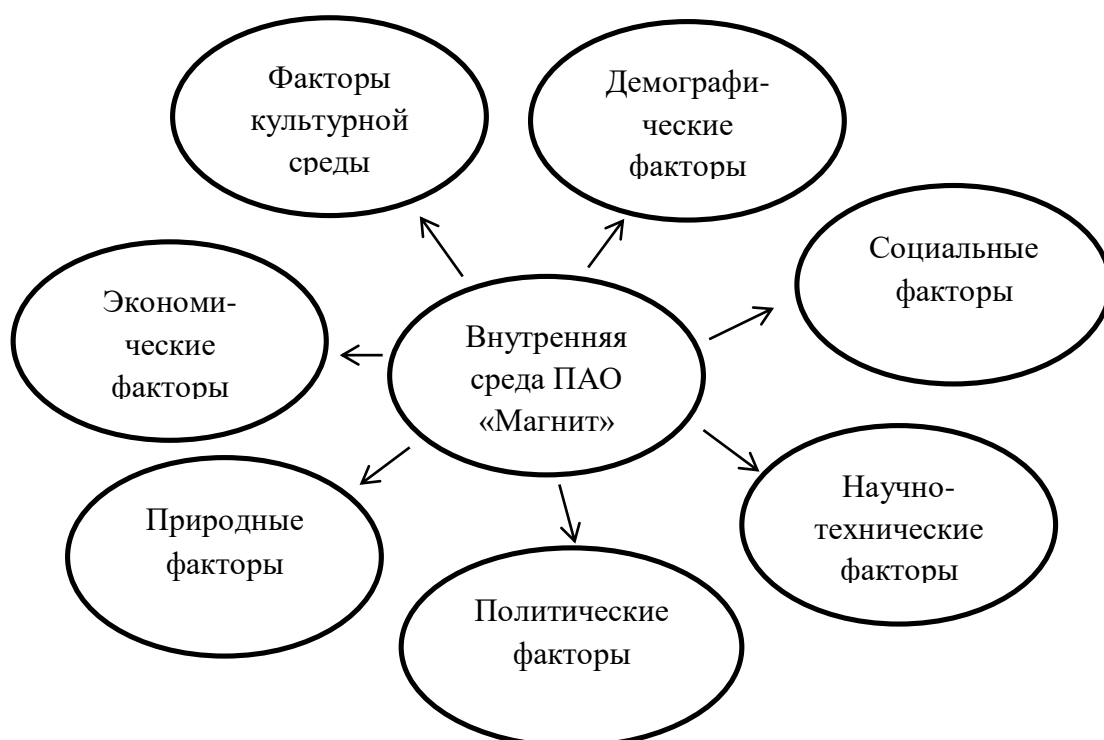 Факторы
культурной
среды
Демографи-
ческие
факторы
Социальные
факторы
Экономи-
ческие
факторы
Внутренняя
среда ПАО
«Магнит»
Научно-
технические
факторы
Природные
факторы
Политические
факторы